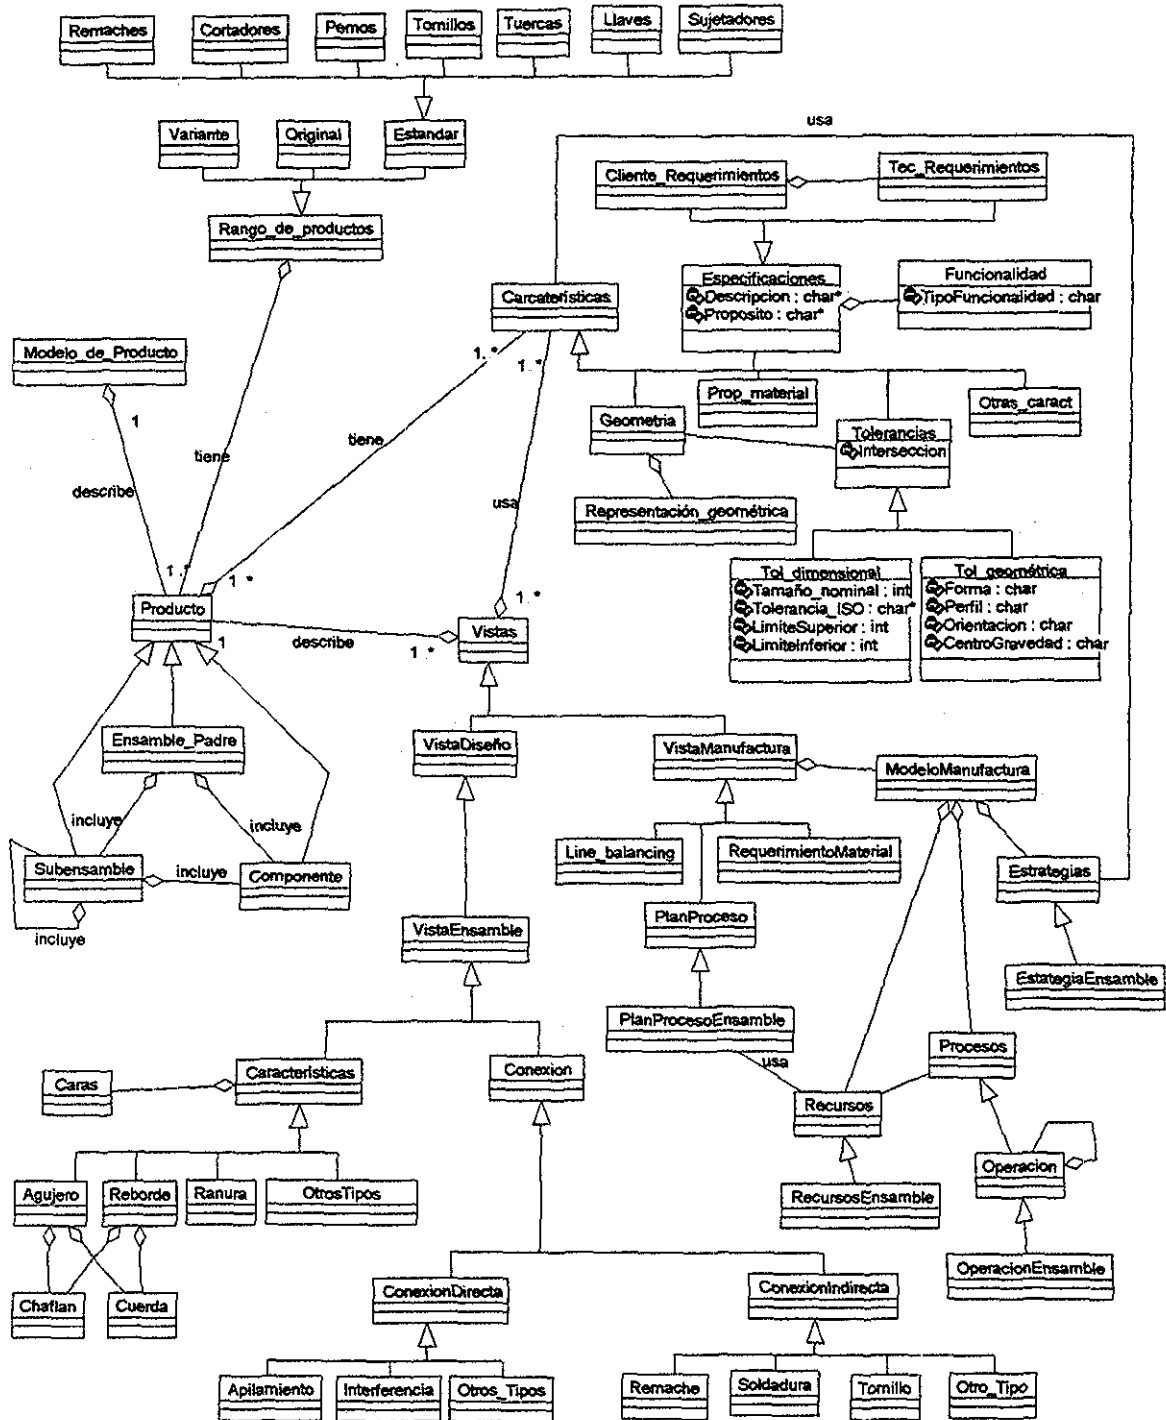 Remaches
Cortadores
Pernos
Tornillos
Tuercas
Llaves
Sujetadores
Variante
Original
Estandar
usa
Cliente_Requerimientos
Tec_Requerimientos
Rango_de_productos
Especificaciones
Descripcion : char*
Proposito : char*
Funcionalidad
TipoFuncionalidad : char
Carcaterísticas
Modelo_de_Producto
1..*
1..*
Prop_material
Otras_caract
Geometria
Tolerancias
Interseccion
1
tiene
tiene
describe
usa
Representación_geométrica
1..*
1..*
Tol_dimensional
Tamaño_nominal : int
Tolerancia_ISO : char*
LimiteSuperior : int
LimiteInferior : int
Tol_geométrica
Forma : char
Perfil : char
Orientacion : char
CentroGravedad : char
Producto
1
describe
1..*
1..*
Vistas
Ensamble_Padre
VistaDiseño
VistaManufactura
ModeloManufactura
incluye
incluye
Subensamble
incluye
Componente
incluye
Line_balancing
RequerimientoMaterial
Estrategias
VistaEnsamble
PlanProceso
EstategiaEnsamble
PlanProcesoEnsamble
usa
Procesos
Caras
Características
Conexion
Recursos
Operacion
Agujero
Reborde
Ranura
OtrosTipos
RecursosEnsamble
OperacionEnsamble
Chaflan
Cuerda
ConexionDirecta
ConexionIndirecta
Apilamiento
Interferencia
Otros_Tipos
Remache
Soldadura
Tornillo
Otro_Tipo